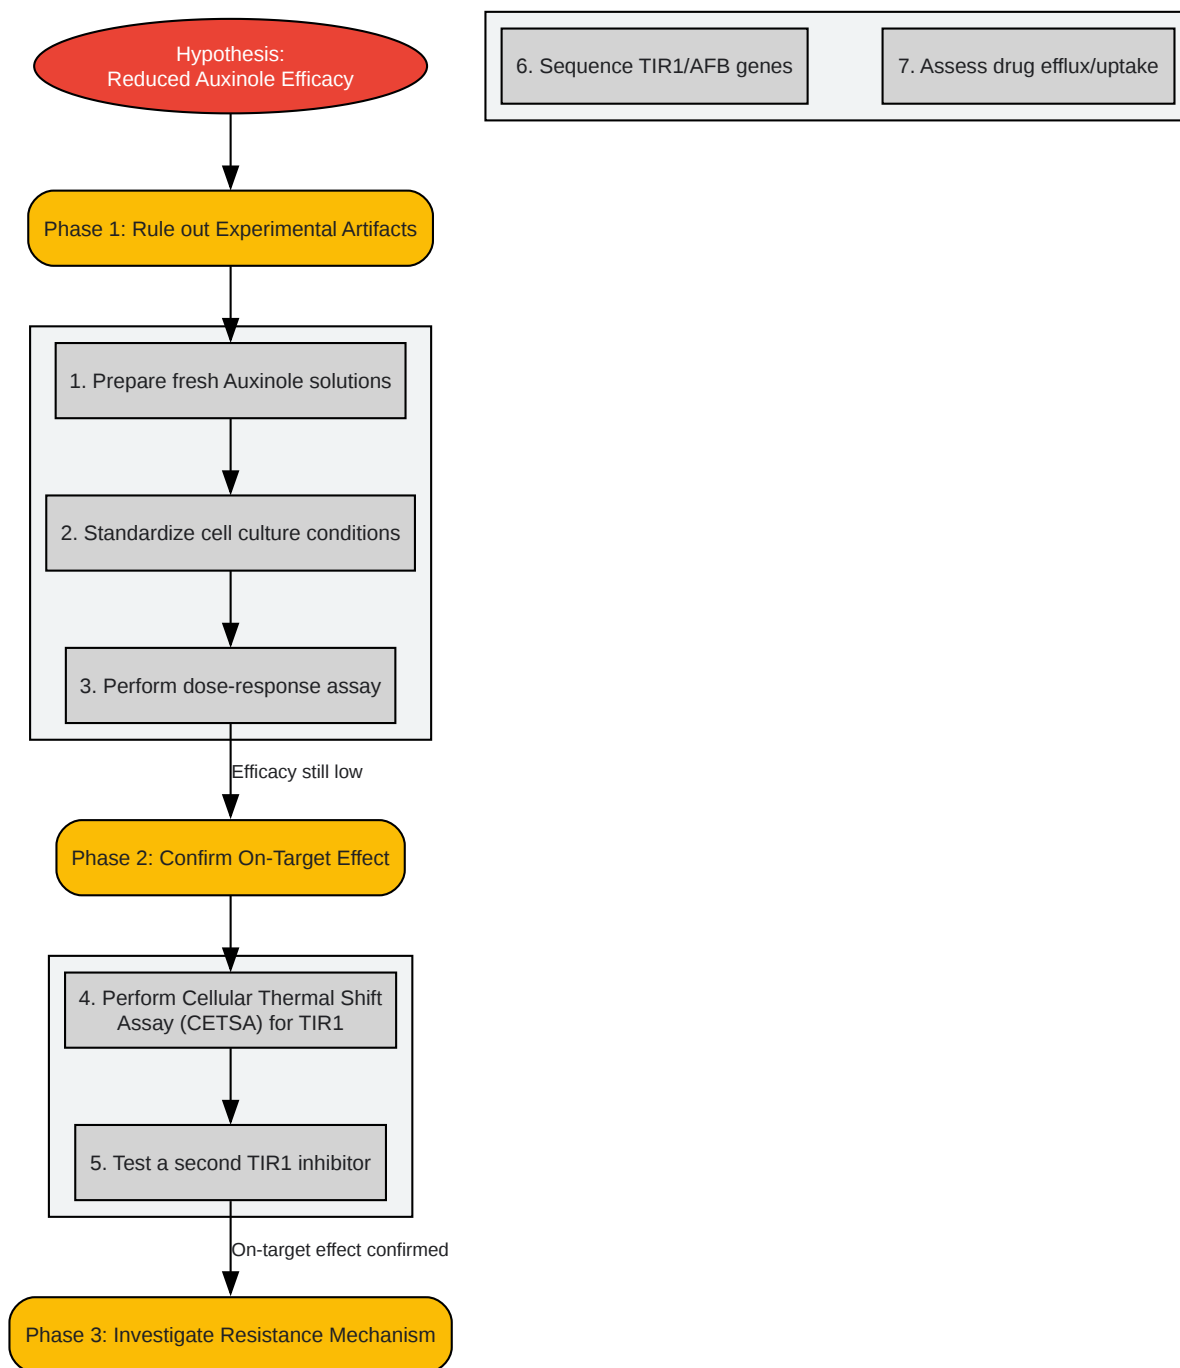 Hypothesis:
Reduced Auxinole Efficacy
6. Sequence TIR1/AFB genes
7. Assess drug efflux/uptake
Phase 1: Rule out Experimental Artifacts
1. Prepare fresh Auxinole solutions
2. Standardize cell culture conditions
3. Perform dose-response assay
Efficacy still low
Phase 2: Confirm On-Target Effect
4. Perform Cellular Thermal Shift
Assay (CETSA) for TIR1
5. Test a second TIR1 inhibitor
On-target effect confirmed
Phase 3: Investigate Resistance Mechanism